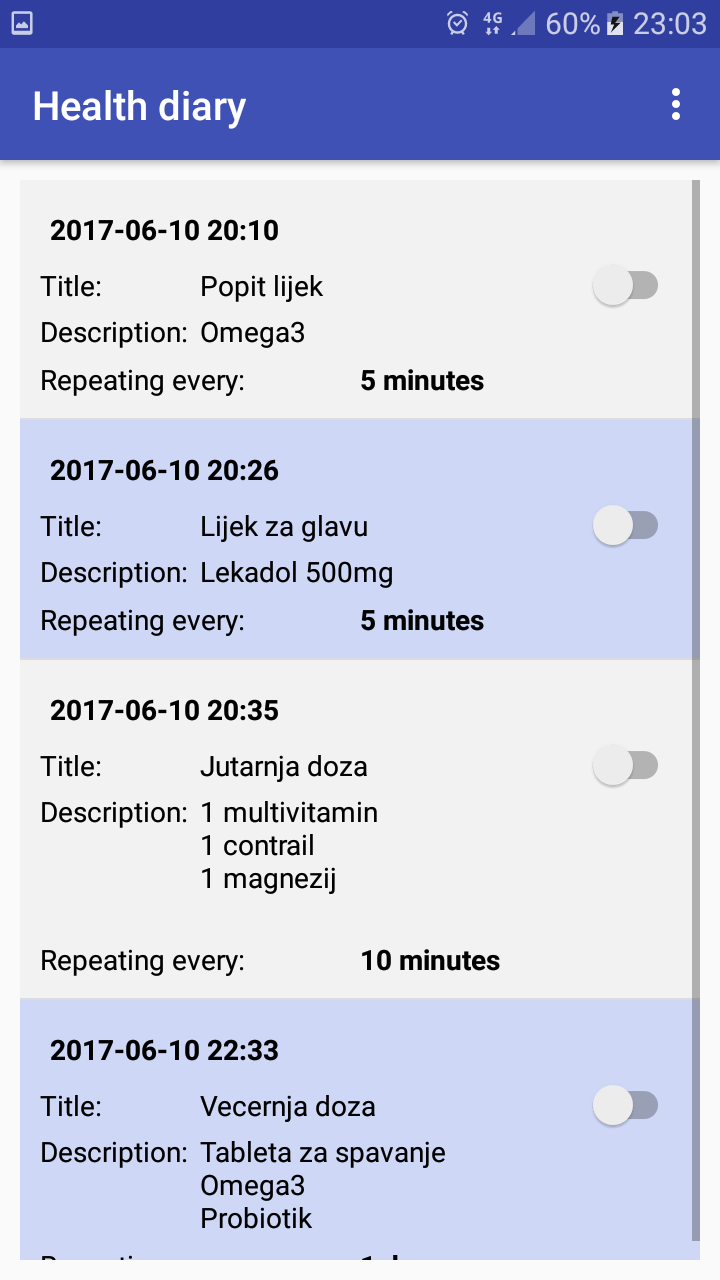 4G 60% 23:03
Health diary
2017-06-10 20:10
Title: Popit lijek
Description: Omega3
Repeating every: 5 minutes
2017-06-10 20:26
Title: Lijek za glavu
Description: Lekadol 500mg
Repeating every: 5 minutes
2017-06-10 20:35
Title: Jutarnja doza
Description: 1 multivitamin
1 contrail
1 magnezij
Repeating every: 10 minutes
2017-06-10 22:33
Title: Vecernja doza
Description: Tableta za spavanje
Omega3
Probiotik